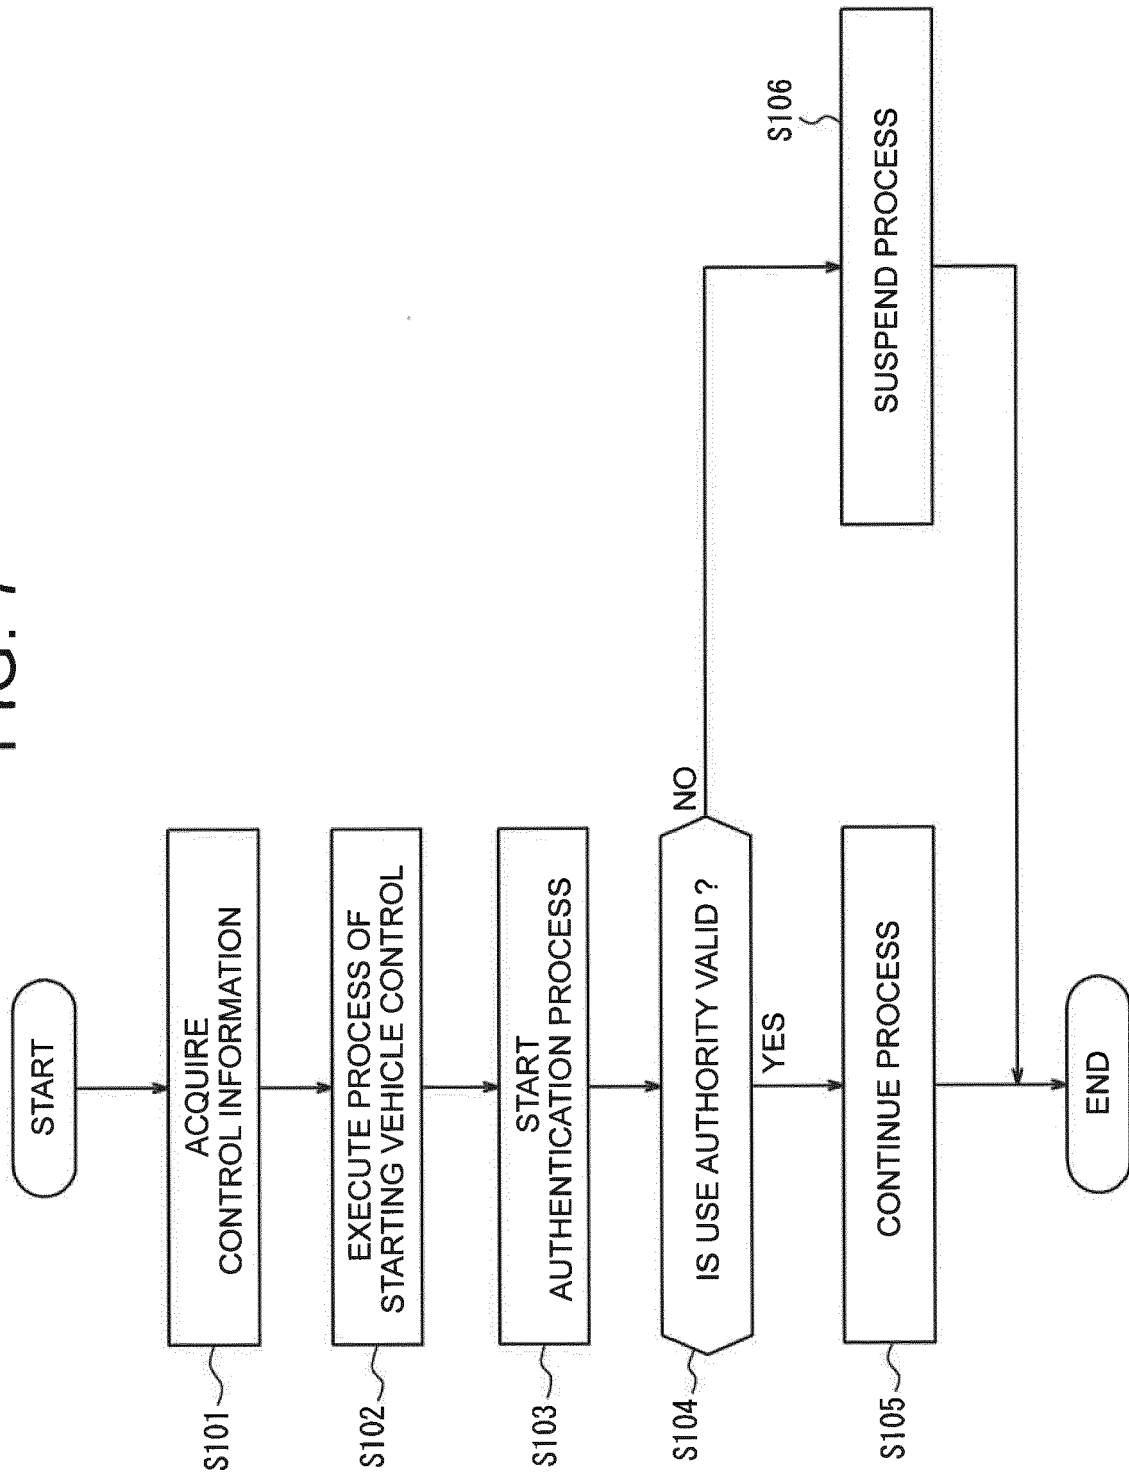 FIG. 7
START
S101
ACQUIRE
CONTROL INFORMATION
S102
EXECUTE PROCESS OF
STARTING VEHICLE CONTROL
S103
START
AUTHENTICATION PROCESS
S104
IS USE AUTHORITY VALID ?
NO
YES
S105
CONTINUE PROCESS
S106
SUSPEND PROCESS
END